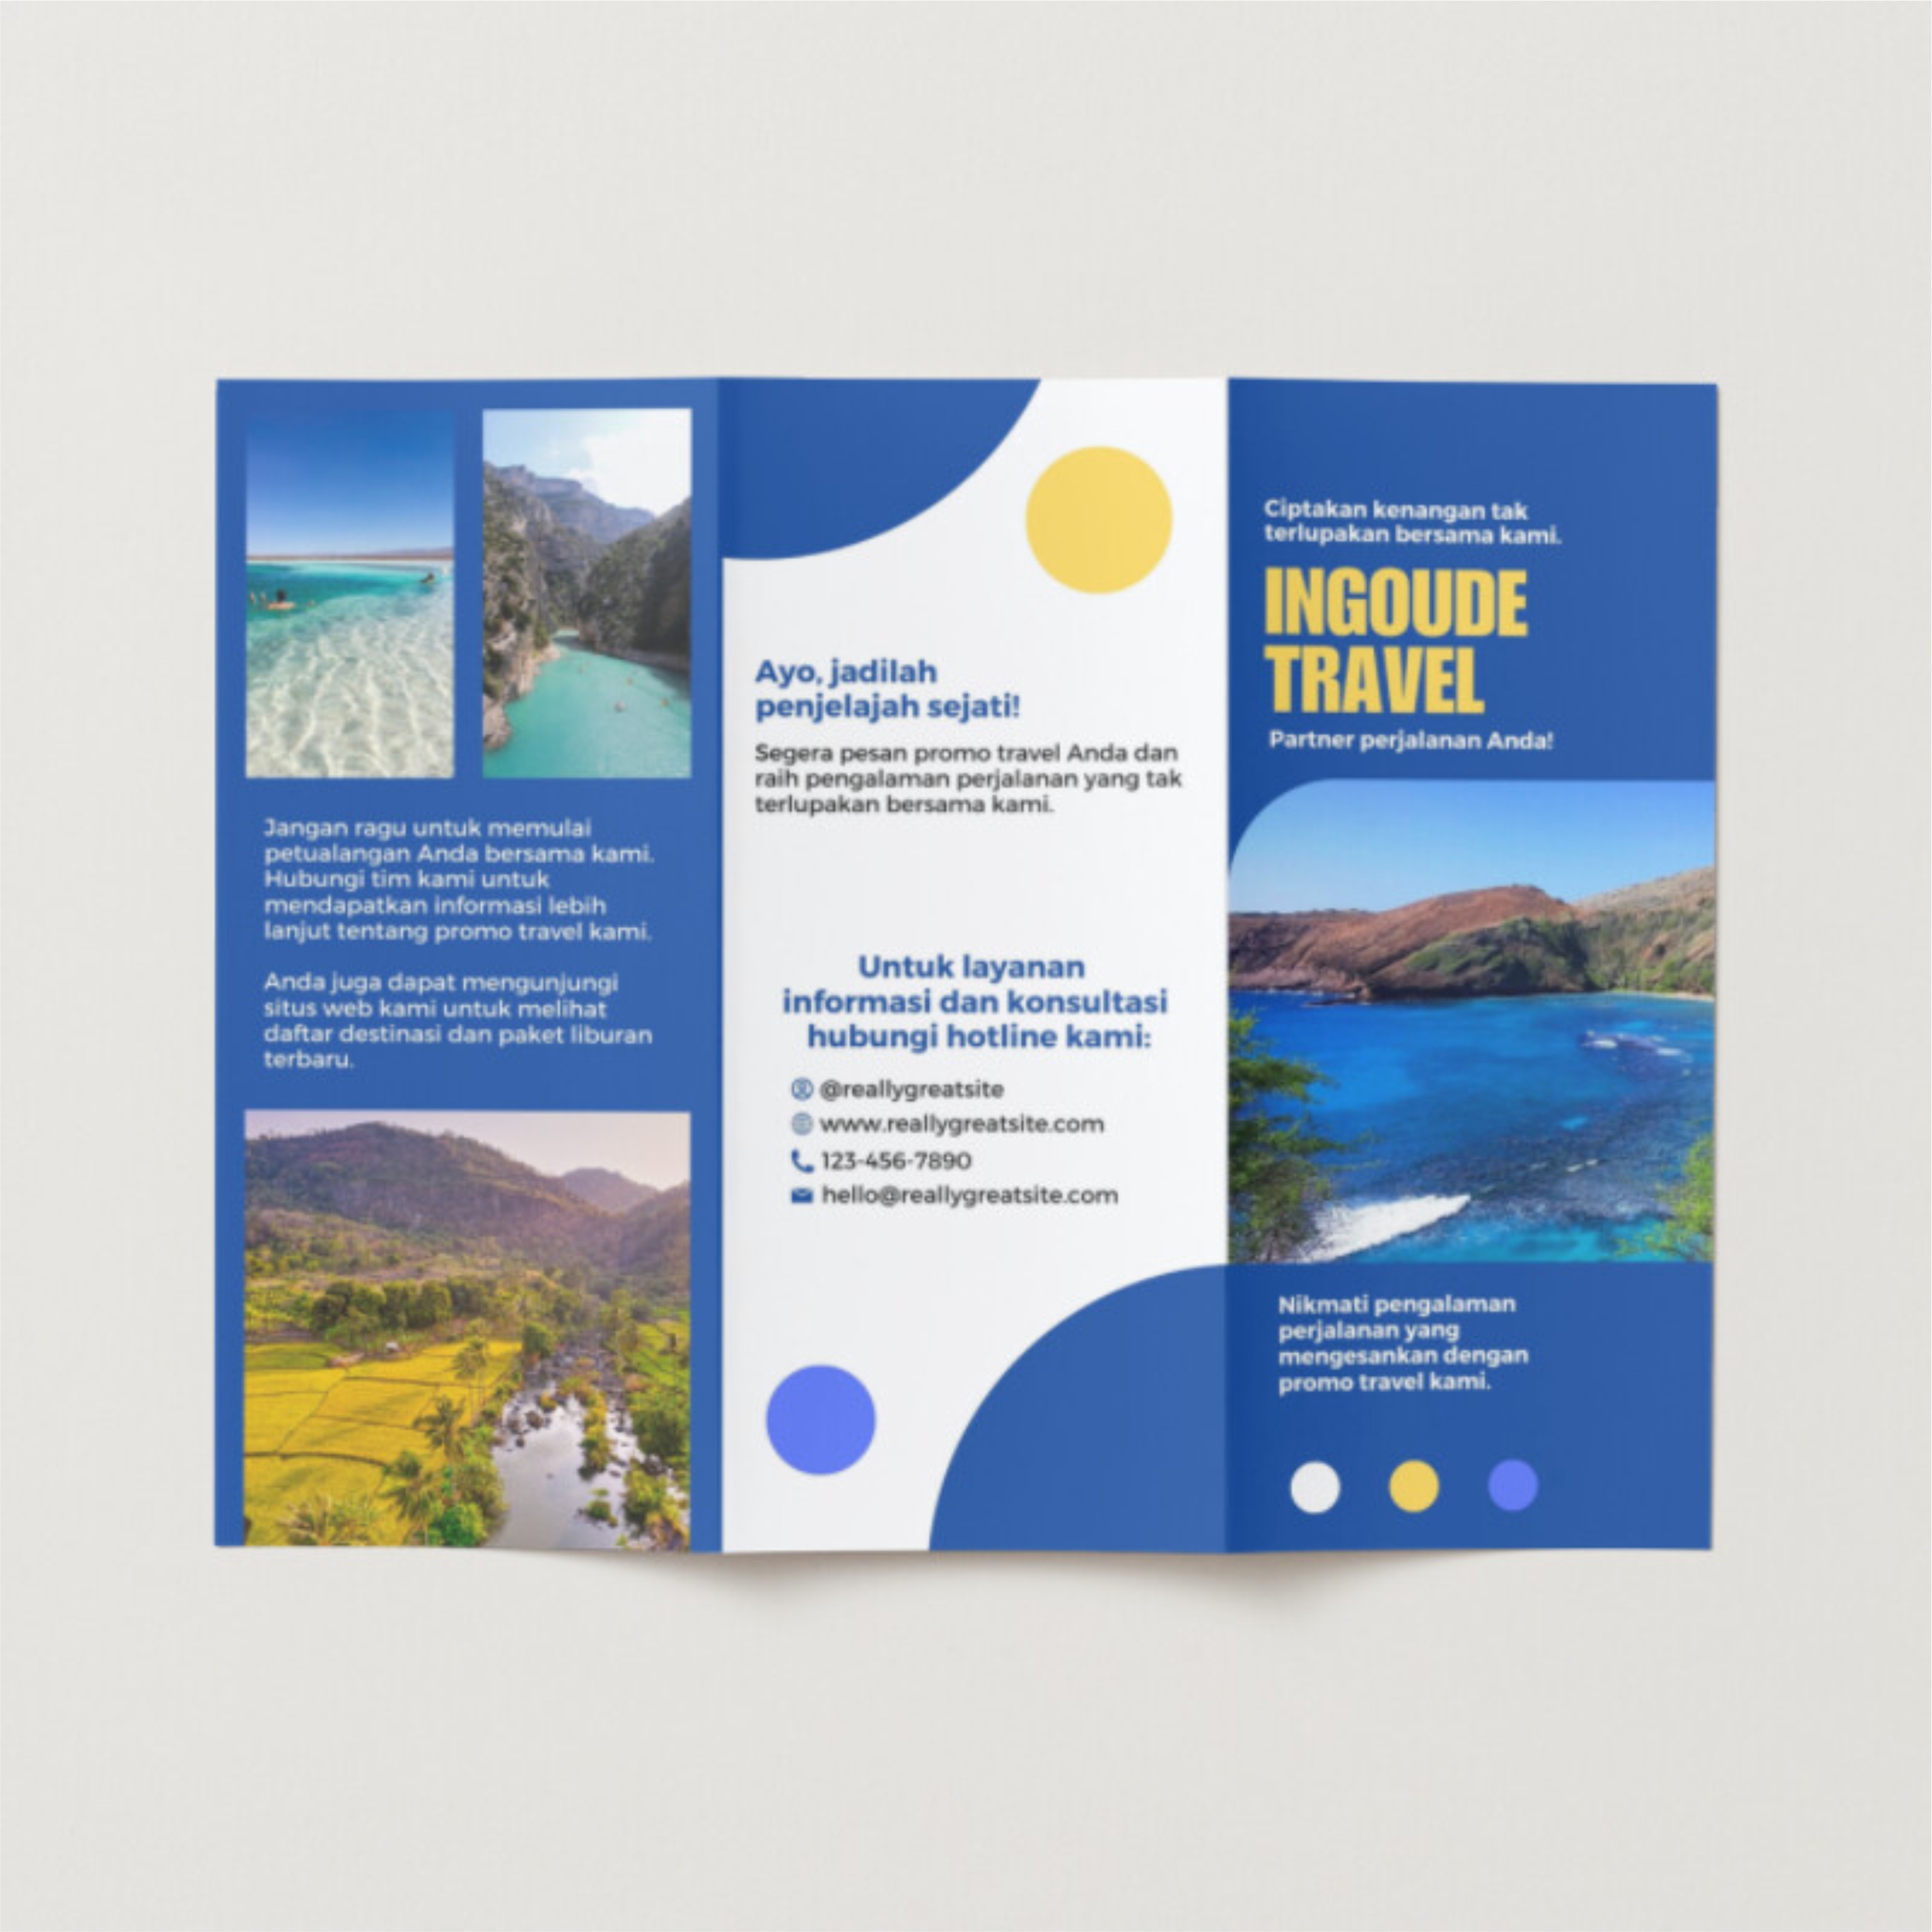 Jangan ragu untuk memulai
petualangan Anda bersama kami.
Hubungi tim kami untuk
mendapatkan informasi lebih
lanjut tentang promo travel kami.
Anda juga dapat mengunjungi
situs web kami untuk melihat
daftar destinasi dan paket liburan
terbaru.
Ayo, jadilah
penjelajah sejati!
Segera pesan promo travel Anda dan
raih pengalaman perjalanan yang tak
terlupakan bersama kami.
Untuk layanan
informasi dan konsultasi
hubungi hotline kami:
@reallygreatsite
www.reallygreatsite.com
123-456-7890
hello@reallygreatsite.com
Ciptakan kenangan tak
terlupakan bersama kami.
INGOUDE
TRAVEL
Partner perjalanan Anda!
Nikmati pengalaman
perjalanan yang
mengesankan dengan
promo travel kami.